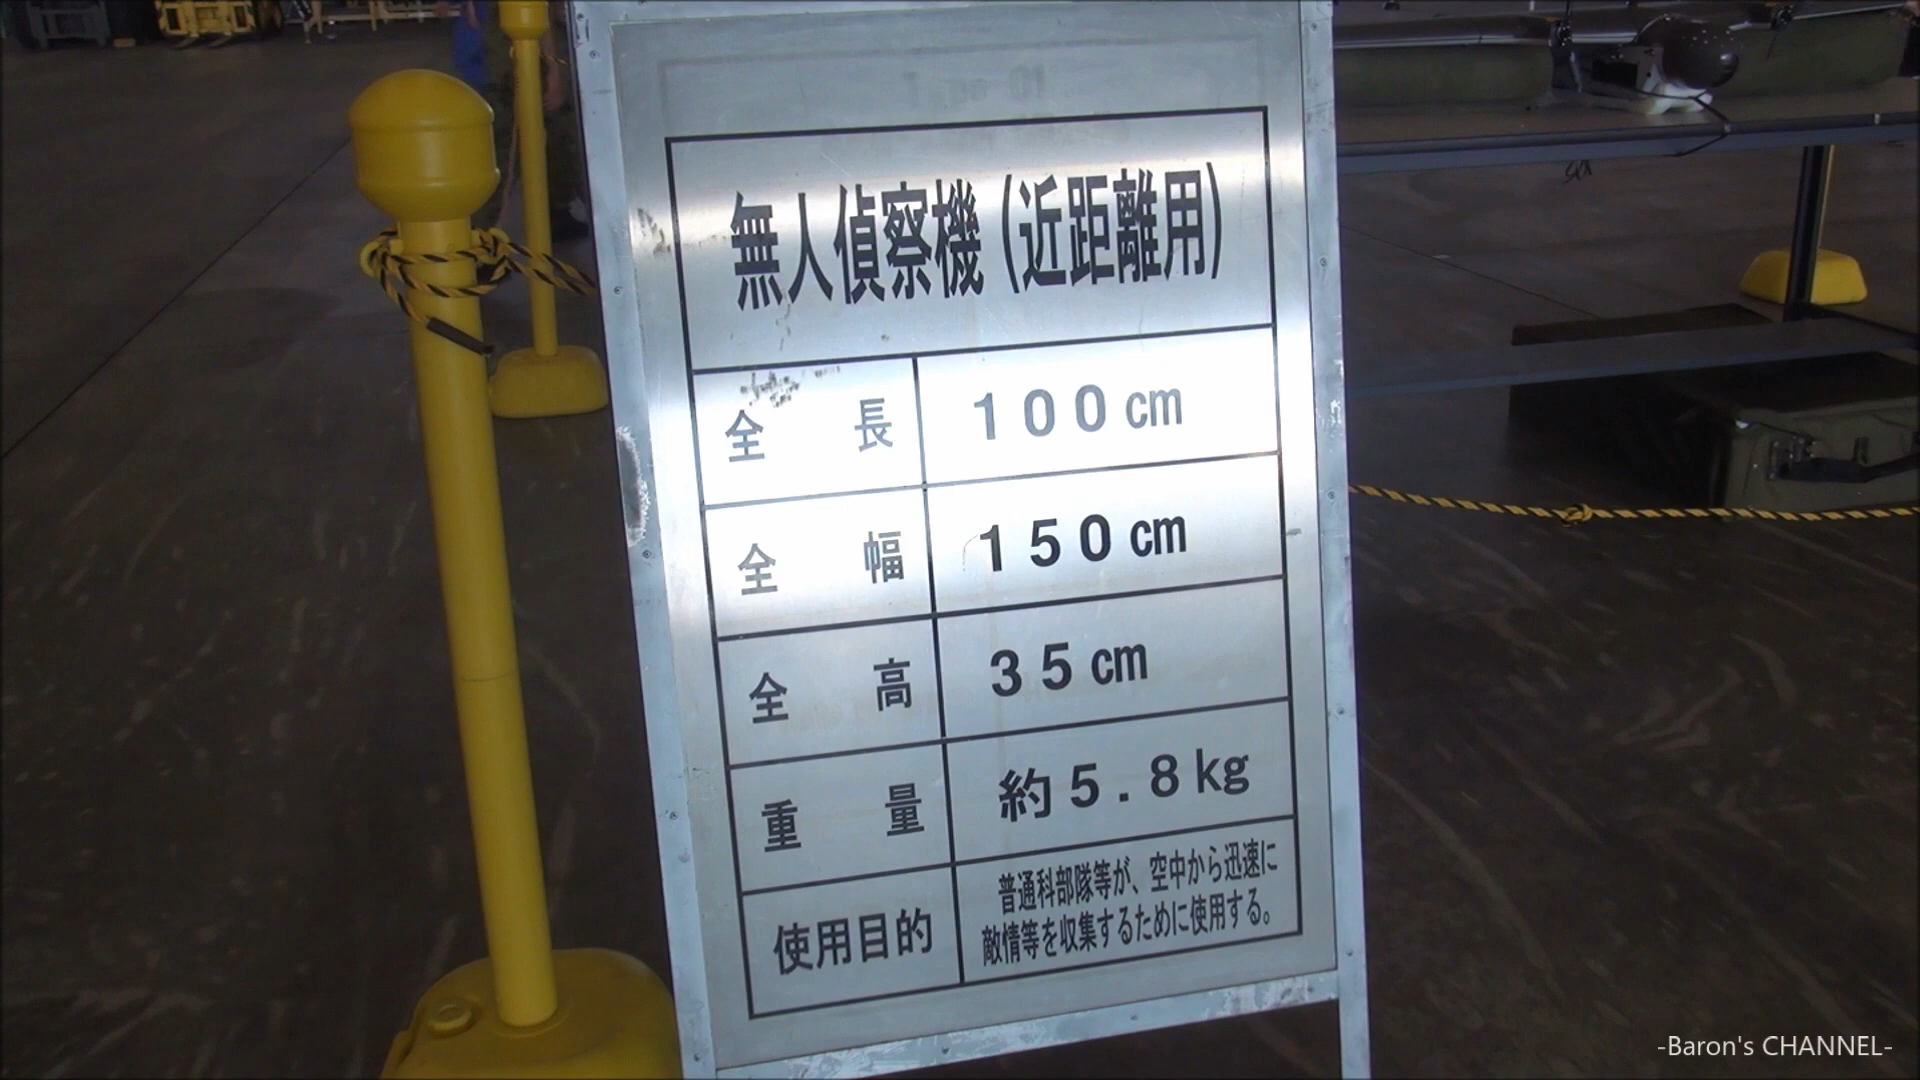 無人偵察機(近距離用)
全長 100cm
全幅 150cm
全高 35cm
重量 約5.8kg
使用目的 普通科部隊等が、空中から迅速に
敵情等を収集するために使用する。
-Baron's CHANNEL-